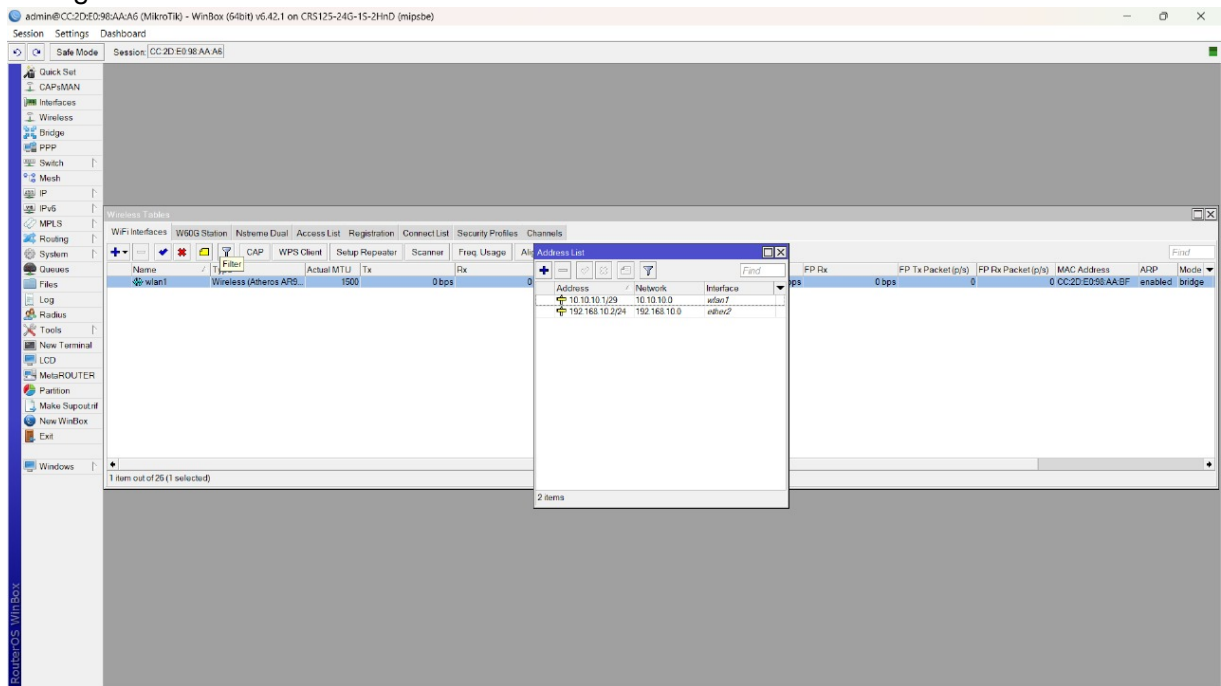 admin@CC:2D:E0:98:AA:A6 (MikroTik) - WinBox (64bit) v6.42.1 on CRS125-24G-1S-2HnD (mipsbe)
Session Settings Dashboard
Safe Mode Session: CC:2D:E0:98:AA:A6
Quick Set
CAPsMAN
Interfaces
Wireless
Bridge
PPP
Switch
Mesh
IP
IPv6
MPLS
Routing
System
Queues
Files
Log
Radius
Tools
New Terminal
LCD
MetaROUTER
Partition
Make Supout.rif
New WinBox
Exit
Windows
RouterOS WinBox
Wireless Tables
WiFi Interfaces W60G Station Nstreme Dual Access List Registration Connect List Security Profiles Channels
CAP WPS Client Setup Repeater Scanner Freq. Usage Find
Filter
Name Actual MTU Tx Rx FP Rx FP Tx Packet (p/s) FP Rx Packet (p/s) MAC Address ARP Mode
wlan1 Wireless (Atheros AR9... 1500 0 bps 0 bps 0 bps 0 0 CC:2D:E0:98:AA:BF enabled bridge
1 item out of 26 (1 selected)
Address List
Find
Address Network Interface
10.10.10.1/29 10.10.10.0 wlan1
192.168.10.2/24 192.168.10.0 ether2
2 items